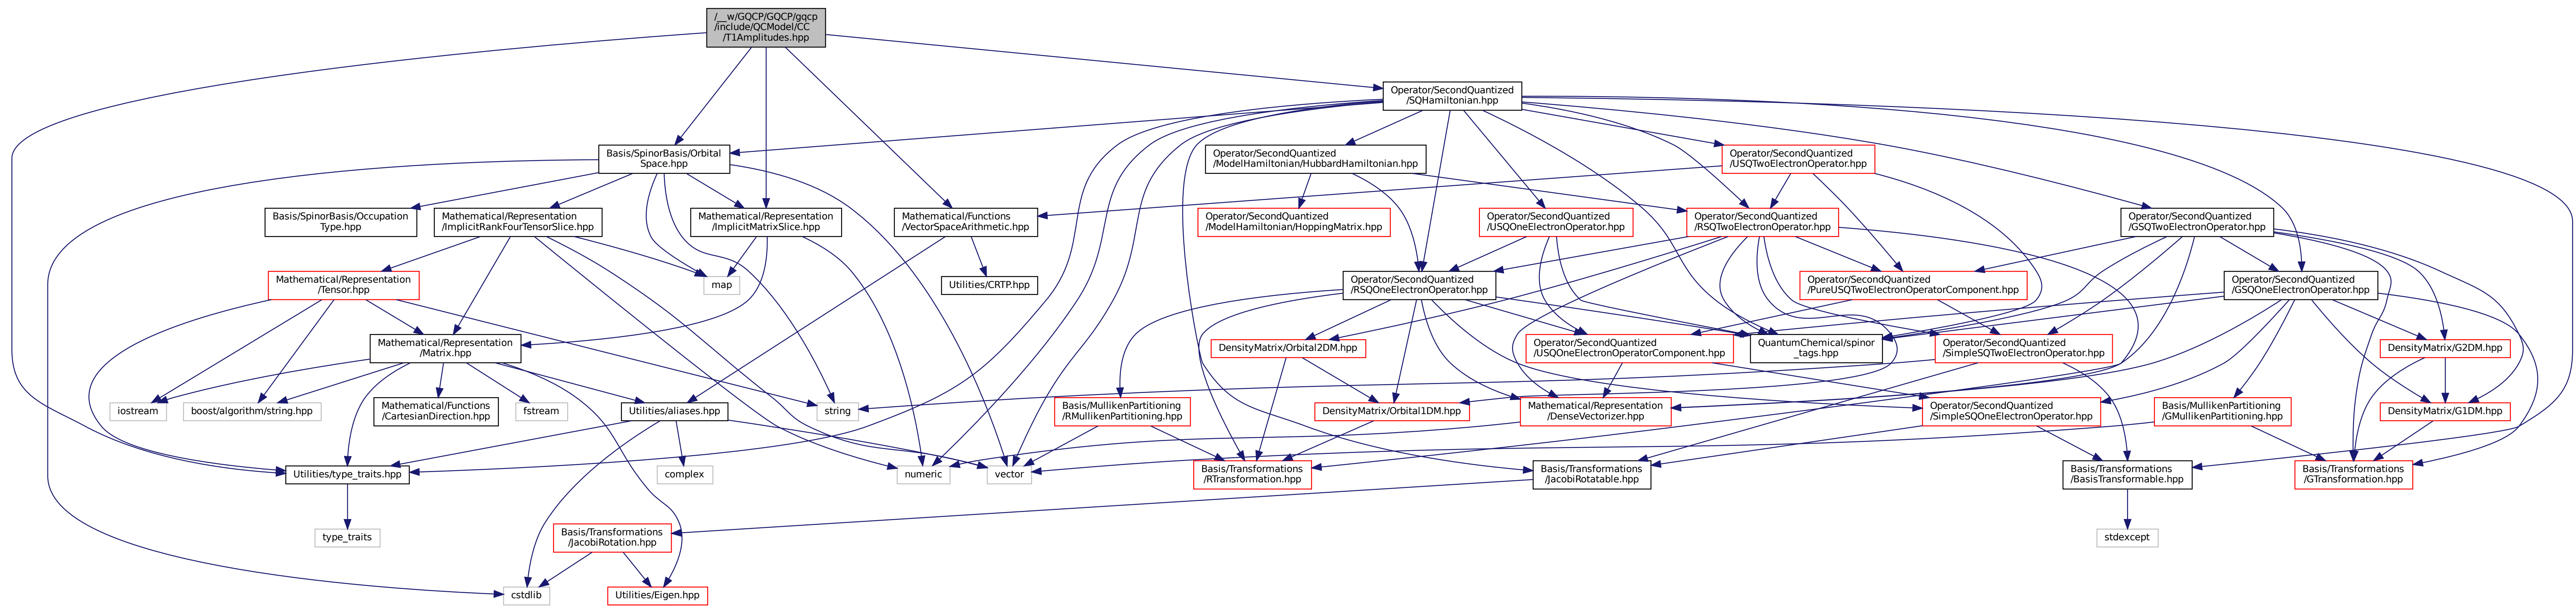 /__w/GQCP/GQCP/gqcp
/include/QCModel/CC
/T1Amplitudes.hpp
Operator/SecondQuantized
/SQHamiltonian.hpp
Basis/SpinorBasis/Orbital
Space.hpp
Operator/SecondQuantized
/ModelHamiltonian/HubbardHamiltonian.hpp
Operator/SecondQuantized
/USQTwoElectronOperator.hpp
Basis/SpinorBasis/Occupation
Type.hpp
Mathematical/Representation
/ImplicitRankFourTensorSlice.hpp
Mathematical/Representation
/ImplicitMatrixSlice.hpp
Mathematical/Functions
/VectorSpaceArithmetic.hpp
Operator/SecondQuantized
/ModelHamiltonian/HoppingMatrix.hpp
Operator/SecondQuantized
/USQOneElectronOperator.hpp
Operator/SecondQuantized
/RSQTwoElectronOperator.hpp
Operator/SecondQuantized
/GSQTwoElectronOperator.hpp
Mathematical/Representation
/Tensor.hpp
map
Utilities/CRTP.hpp
Operator/SecondQuantized
/RSQOneElectronOperator.hpp
Operator/SecondQuantized
/PureUSQTwoElectronOperatorComponent.hpp
Operator/SecondQuantized
/GSQOneElectronOperator.hpp
Mathematical/Representation
/Matrix.hpp
DensityMatrix/Orbital2DM.hpp
Operator/SecondQuantized
/USQOneElectronOperatorComponent.hpp
QuantumChemical/spinor
_tags.hpp
Operator/SecondQuantized
/SimpleSQTwoElectronOperator.hpp
DensityMatrix/G2DM.hpp
iostream
boost/algorithm/string.hpp
Mathematical/Functions
/CartesianDirection.hpp
fstream
Utilities/aliases.hpp
string
Basis/MullikenPartitioning
/RMullikenPartitioning.hpp
DensityMatrix/Orbital1DM.hpp
Mathematical/Representation
/DenseVectorizer.hpp
Operator/SecondQuantized
/SimpleSQOneElectronOperator.hpp
Basis/MullikenPartitioning
/GMullikenPartitioning.hpp
DensityMatrix/G1DM.hpp
Utilities/type_traits.hpp
complex
numeric
vector
Basis/Transformations
/RTransformation.hpp
Basis/Transformations
/JacobiRotatable.hpp
Basis/Transformations
/BasisTransformable.hpp
Basis/Transformations
/GTransformation.hpp
type_traits
Basis/Transformations
/JacobiRotation.hpp
stdexcept
cstdlib
Utilities/Eigen.hpp